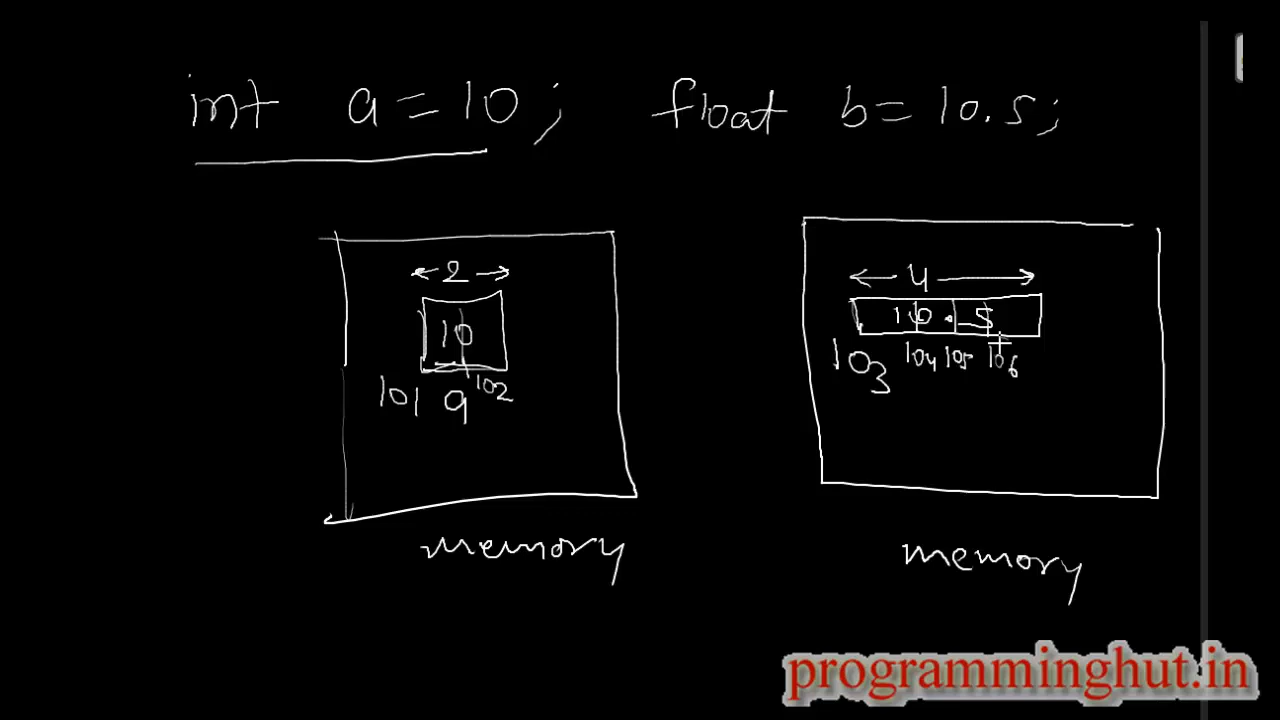 int a = 10; float b = 10.5;
2 4
10 10.5
101 102 103 104 105 106
a
memory memory
programminghut.in